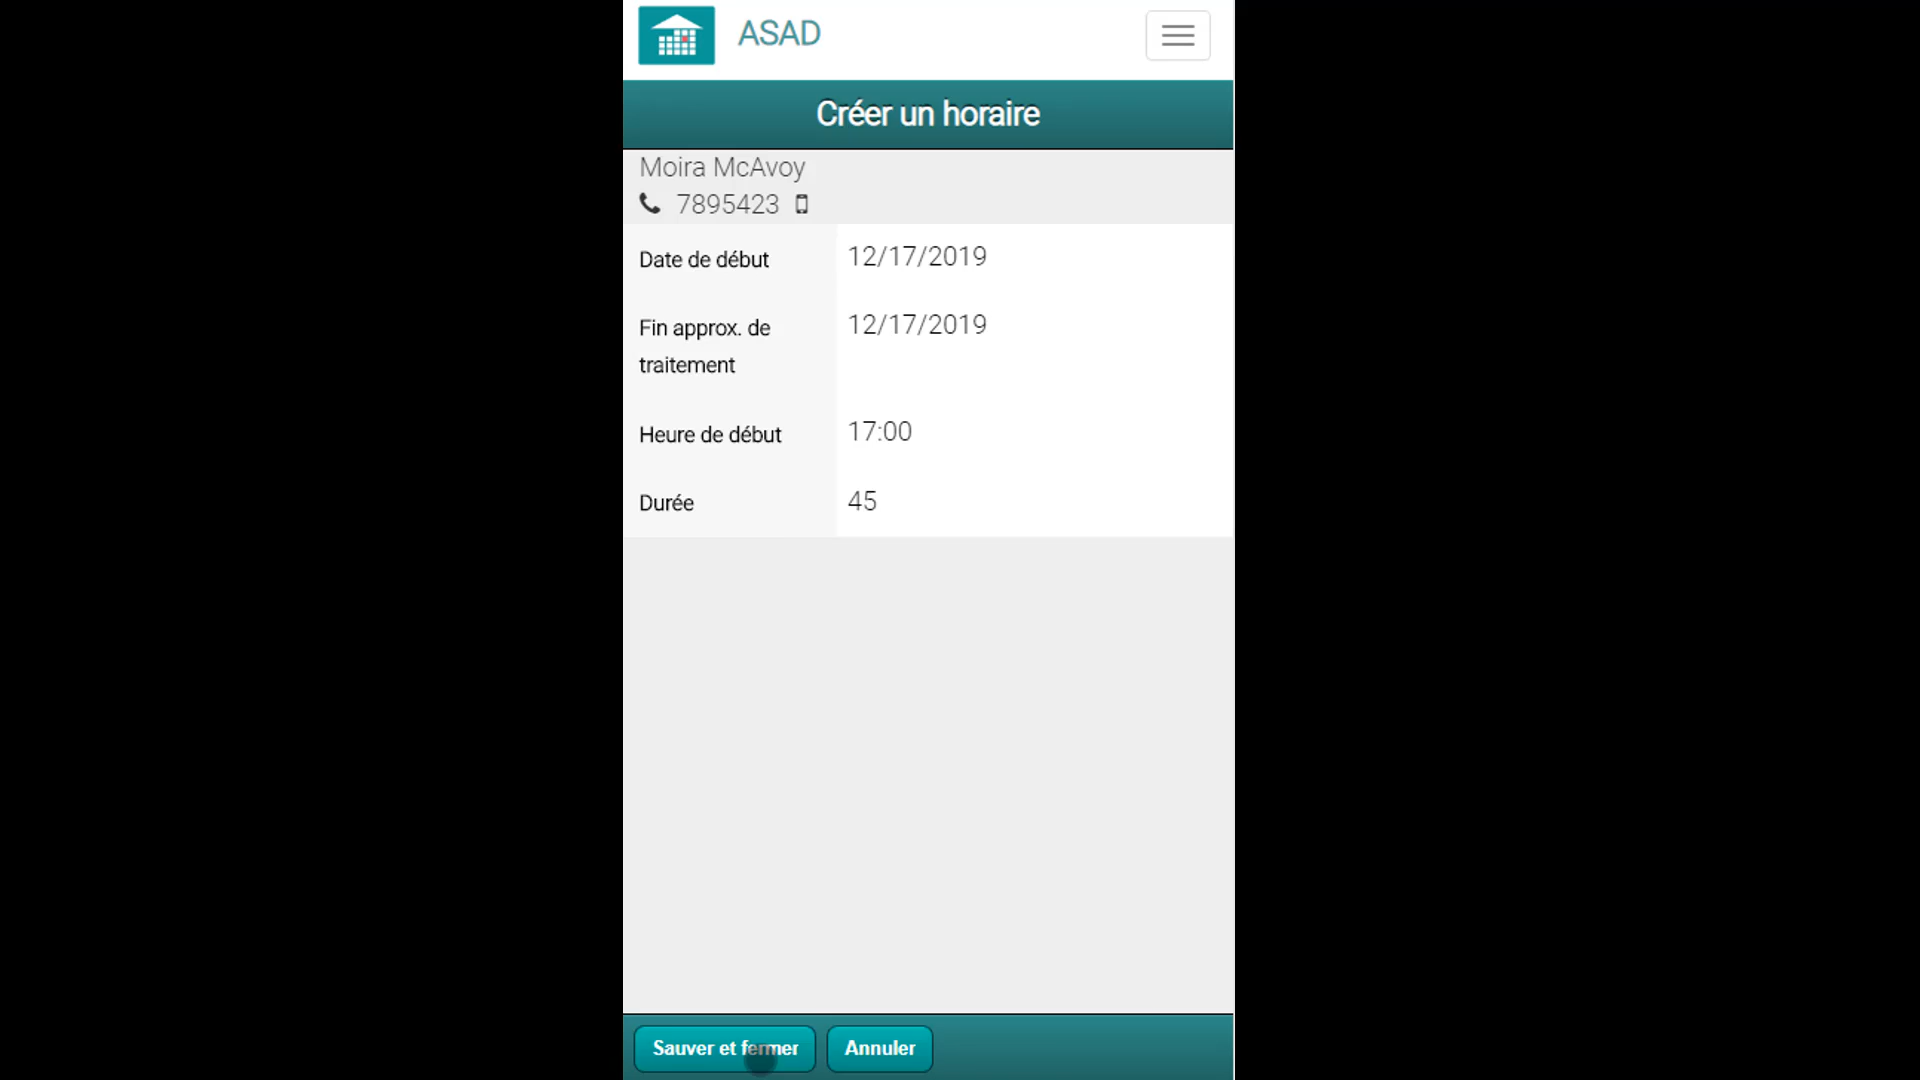 ASAD
Créer un horaire
Moira McAvoy
7895423
Date de début 12/17/2019
Fin approx. de traitement 12/17/2019
Heure de début 17:00
Durée 45
Sauver et fermer Annuler